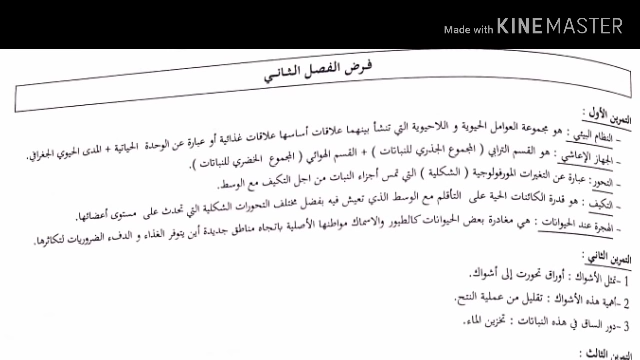 Made with KINEMASTER
فرض الفصل الثاني
التمرين الأول :
– النظام البيئي : هو مجموعة العوامل الحيوية و اللاحيوية التي تنشأ بينهما علاقات أساسها علاقات غذائية أو عبارة عن الوحدة الحياتية + المدى الحيوي الجغرافي.
– الجهاز الإعاشي : هو القسم الترابي ( المجموع الجذري للنباتات ) + القسم الهوائي ( المجموع الخضري للنباتات ).
– التحور: عبارة عن التغيرات المورفولوجية ( الشكلية ) التي تمس أجزاء النبات من اجل التكيف مع الوسط.
– التكيف : هو قدرة الكائنات الحية على التأقلم مع الوسط الذي تعيش فيه بفضل مختلف التحورات الشكلية التي تحدث على مستوى أعضائها.
– الهجرة عند الحيوانات : هي مغادرة بعض الحيوانات كالطيور والاسماك مواطنها الأصلية باتجاه مناطق جديدة أين يتوفر الغذاء و الدفء الضروريات لتكاثرها.
التمرين الثاني :
1 –تمثل الأشواك : أوراق تحورت إلى أشواك.
2 –أهمية هذه الأشواك : تقليل من عملية النتح.
3 –دور الساق في هذه النباتات : تخزين الماء.
التمرين الثالث :